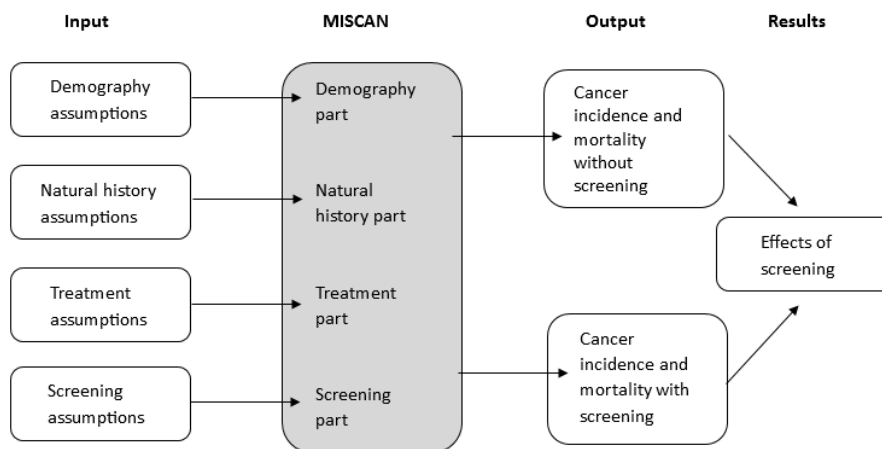 Input
MISCAN
Output
Results
Demography
assumptions
Natural history
assumptions
Treatment
assumptions
Screening
assumptions
Demography
part
Natural
history part
Treatment
part
Screening
part
Cancer
incidence and
mortality
without
screening
Cancer
incidence and
mortality with
screening
Effects of
screening